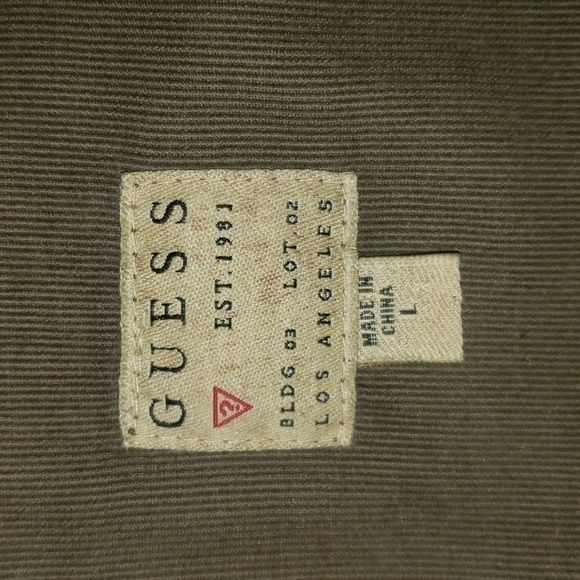 GUESS
? EST.1981
BLDG 03 LOT.02
LOS ANGELES
MADE IN
CHINA
L